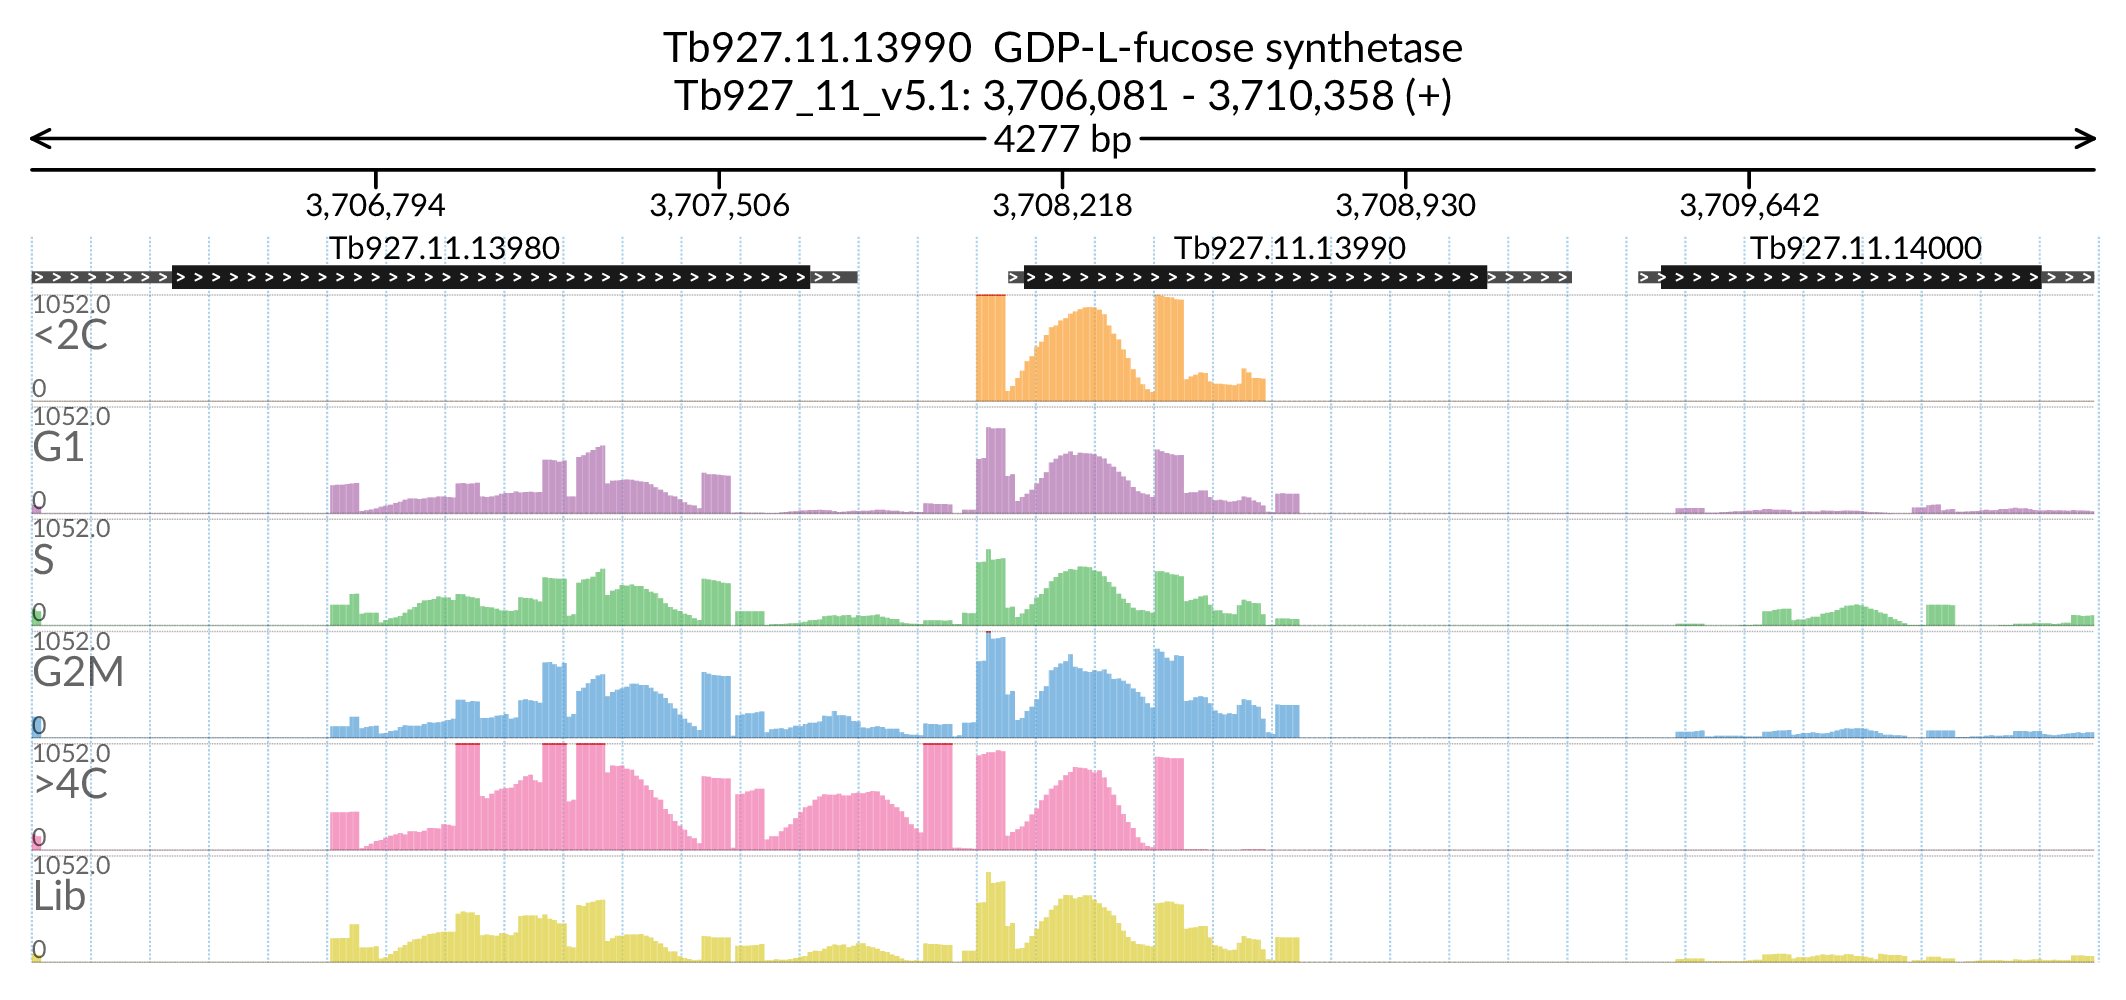 Tb927.11.13990  GDP-L-fucose synthetase
Tb927_11_v5.1: 3,706,081 - 3,710,358 (+)
4277 bp
3,706,794 3,707,506 3,708,218 3,708,930 3,709,642
Tb927.11.13980 Tb927.11.13990 Tb927.11.14000
1052.0
<2C
0
1052.0
G1
0
1052.0
S
0
1052.0
G2M
0
1052.0
>4C
0
1052.0
Lib
0